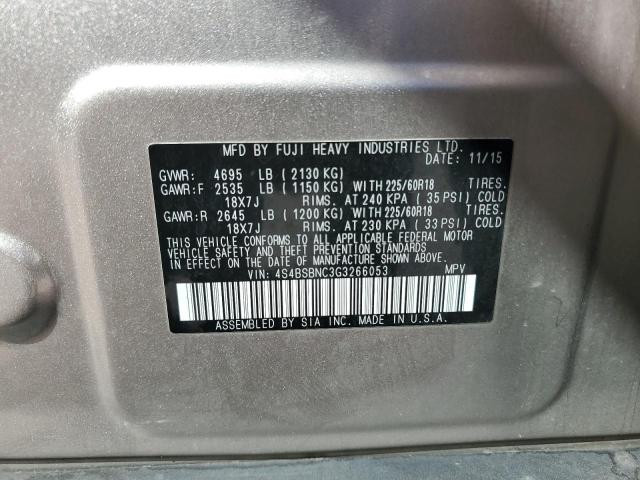 MFD BY FUJI HEAVY INDUSTRIES LTD.
DATE: 11/15
GVWR: 4695 LB ( 2130 KG)
GAWR:F 2535 LB ( 1150 KG) WITH 225/60R18 TIRES.
18X7J RIMS. AT 240 KPA ( 35 PSI) COLD
GAWR:R 2645 LB ( 1200 KG) WITH 225/60R18 TIRES.
18X7J RIMS. AT 230 KPA ( 33 PSI) COLD
THIS VEHICLE CONFORMS TO ALL APPLICABLE FEDERAL MOTOR
VEHICLE SAFETY AND THEFT PREVENTION STANDARDS
IN EFFECT ON THE DATE OF MANUFACTURE SHOWN ABOVE.
VIN: 4S4BSBNC3G3266053 MPV
ASSEMBLED BY SIA INC. MADE IN U.S.A.